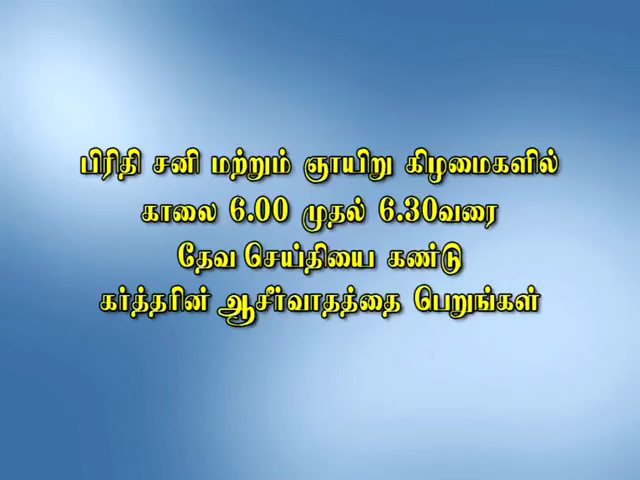 பிரிதி சனி மற்றும் ஞாயிறு கிழமைகளில்
காலை 6.00 முதல் 6.30வரை
தேவ செய்தியை கண்டு
கர்த்தரின் ஆசீர்வாதத்தை பெறுங்கள்